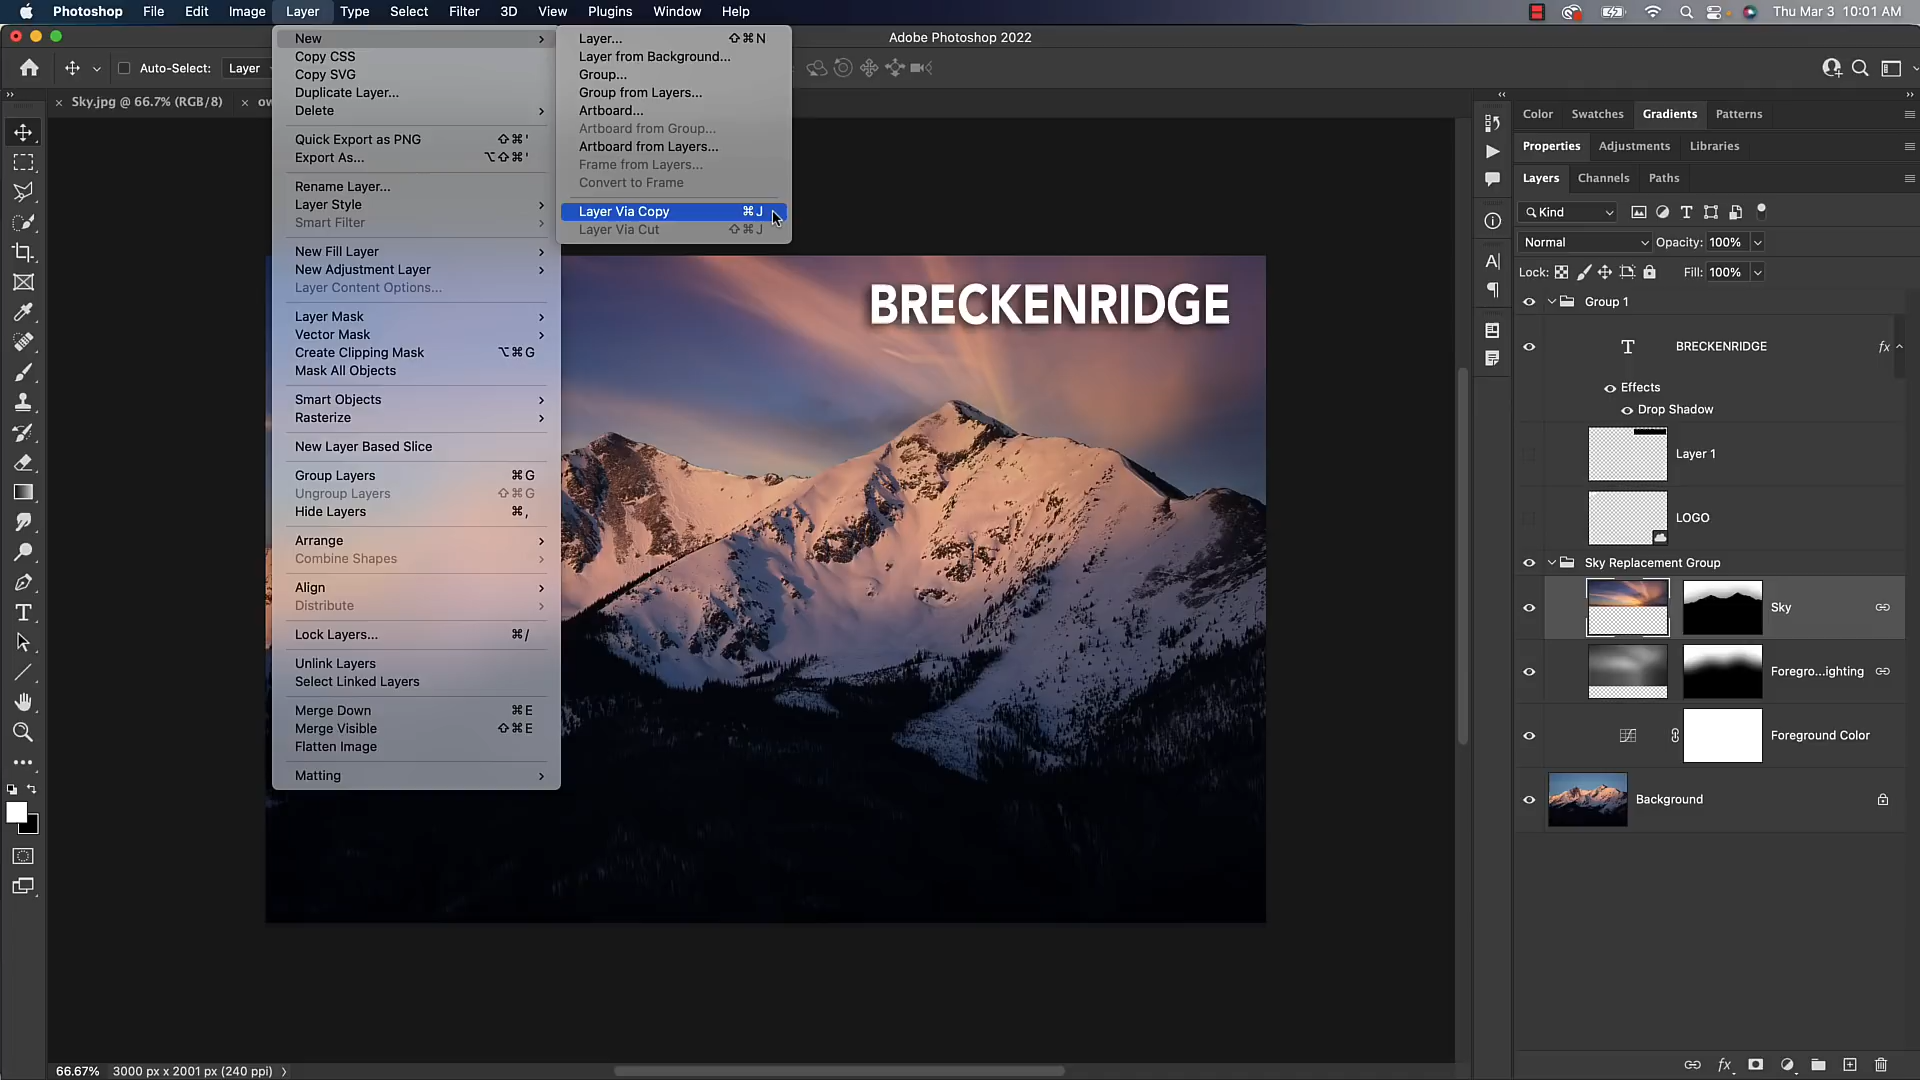 Photoshop File Edit Image Layer Type Select Filter 3D View Plugins Window Help Thu Mar 3 10:01 AM
Adobe Photoshop 2022
Auto-Select: Layer
× Sky.jpg @ 66.7% (RGB/8) × ow
New >
Copy CSS
Copy SVG
Duplicate Layer...
Delete >
Quick Export as PNG ⇧⌘'
Export As... ⌥⇧⌘'
Rename Layer...
Layer Style >
Smart Filter >
New Fill Layer >
New Adjustment Layer >
Layer Content Options...
Layer Mask >
Vector Mask >
Create Clipping Mask ⌥⌘G
Mask All Objects
Smart Objects >
Rasterize >
New Layer Based Slice
Group Layers ⌘G
Ungroup Layers ⇧⌘G
Hide Layers ⌘,
Arrange >
Combine Shapes >
Align >
Distribute >
Lock Layers... ⌘/
Unlink Layers
Select Linked Layers
Merge Down ⌘E
Merge Visible ⇧⌘E
Flatten Image
Matting >
Layer... ⇧⌘N
Layer from Background...
Group...
Group from Layers...
Artboard...
Artboard from Group...
Artboard from Layers...
Frame from Layers...
Convert to Frame
Layer Via Copy ⌘J
Layer Via Cut ⇧⌘J
BRECKENRIDGE
Color Swatches Gradients Patterns
Properties Adjustments Libraries
Layers Channels Paths
Kind
Normal Opacity: 100%
Lock: Fill: 100%
Group 1
T BRECKENRIDGE fx
Effects
Drop Shadow
Layer 1
LOGO
Sky Replacement Group
Sky
Foregro...ighting
Foreground Color
Background
fx
66.67% 3000 px x 2001 px (240 ppi) >